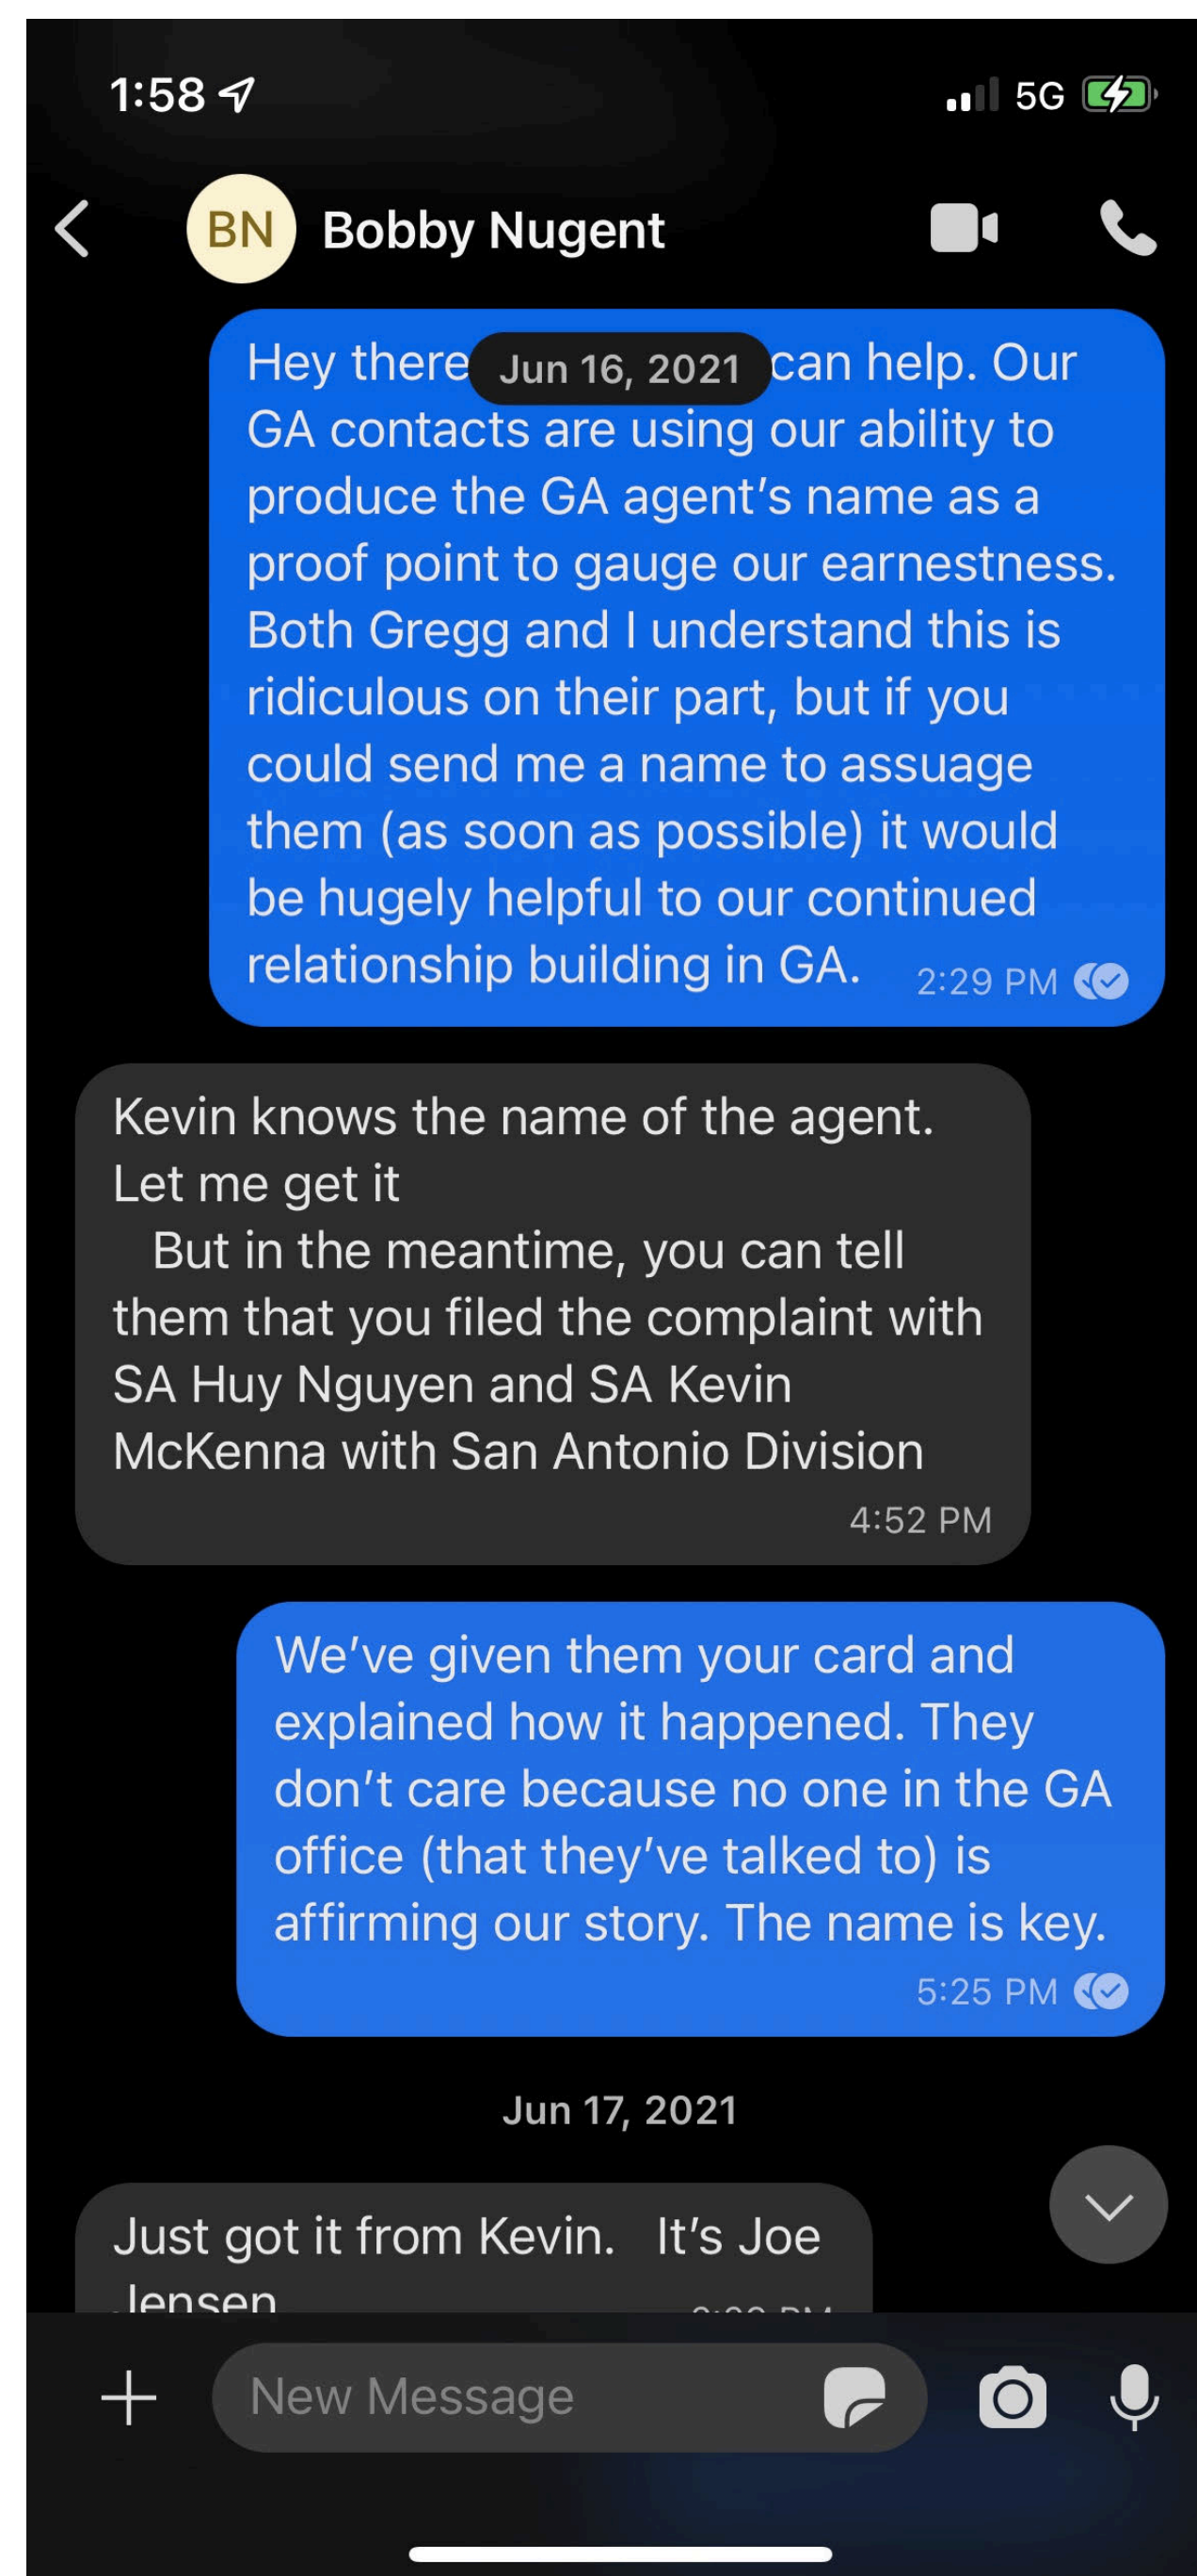 1:58
5G
BN
Bobby Nugent
Hey there
Jun 16, 2021
can help. Our
GA contacts are using our ability to
produce the GA agent’s name as a
proof point to gauge our earnestness.
Both Gregg and I understand this is
ridiculous on their part, but if you
could send me a name to assuage
them (as soon as possible) it would
be hugely helpful to our continued
relationship building in GA.
2:29 PM
Kevin knows the name of the agent.
Let me get it
But in the meantime, you can tell
them that you filed the complaint with
SA Huy Nguyen and SA Kevin
McKenna with San Antonio Division
4:52 PM
We’ve given them your card and
explained how it happened. They
don’t care because no one in the GA
office (that they’ve talked to) is
affirming our story. The name is key.
5:25 PM
Jun 17, 2021
Just got it from Kevin. It’s Joe
Jensen
PM
New Message